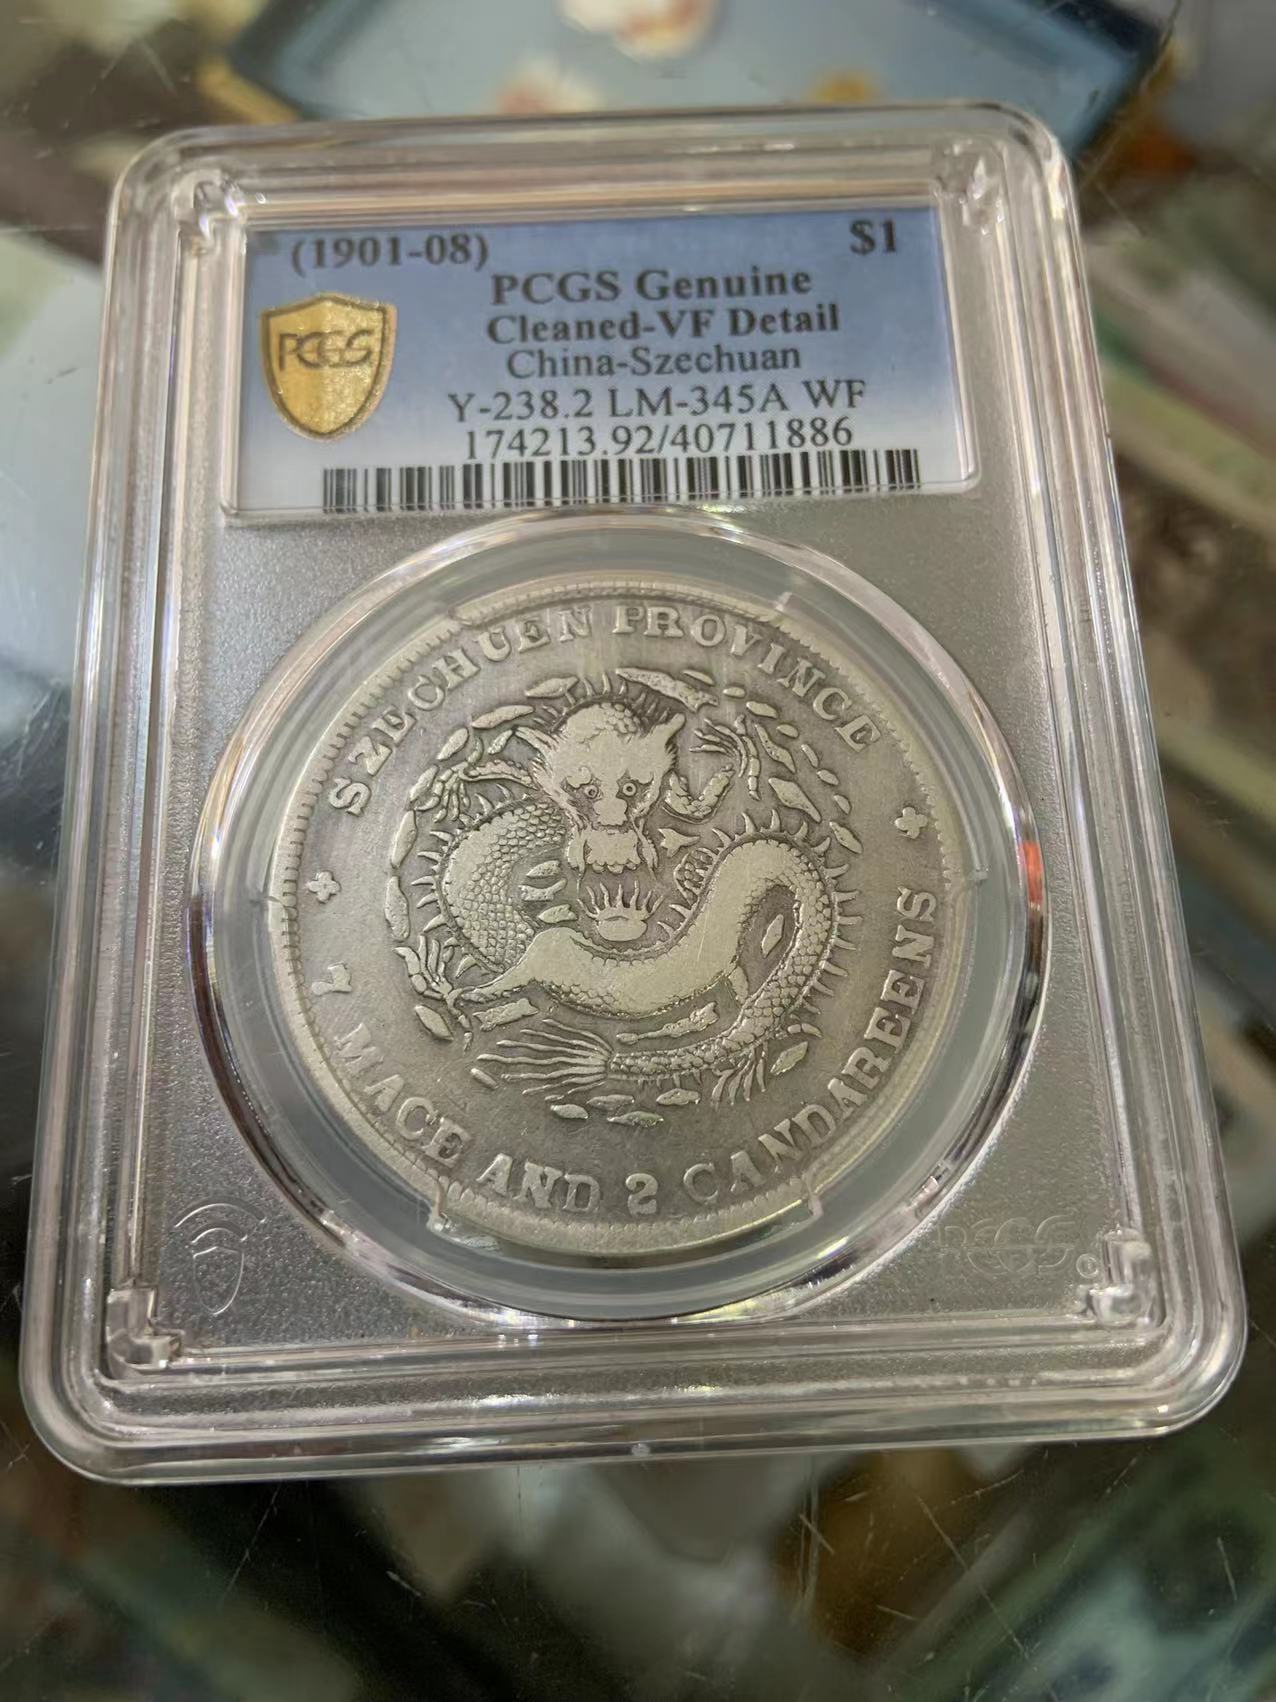 (1901-08) $1
PCGS Genuine
Cleaned-VF Detail
China-Szechuan
Y-238.2 LM-345A WF
174213.92/40711886
PCGS
SZECHUEN PROVINCE
7 MACE AND 2 CANDAREENS
PCGS